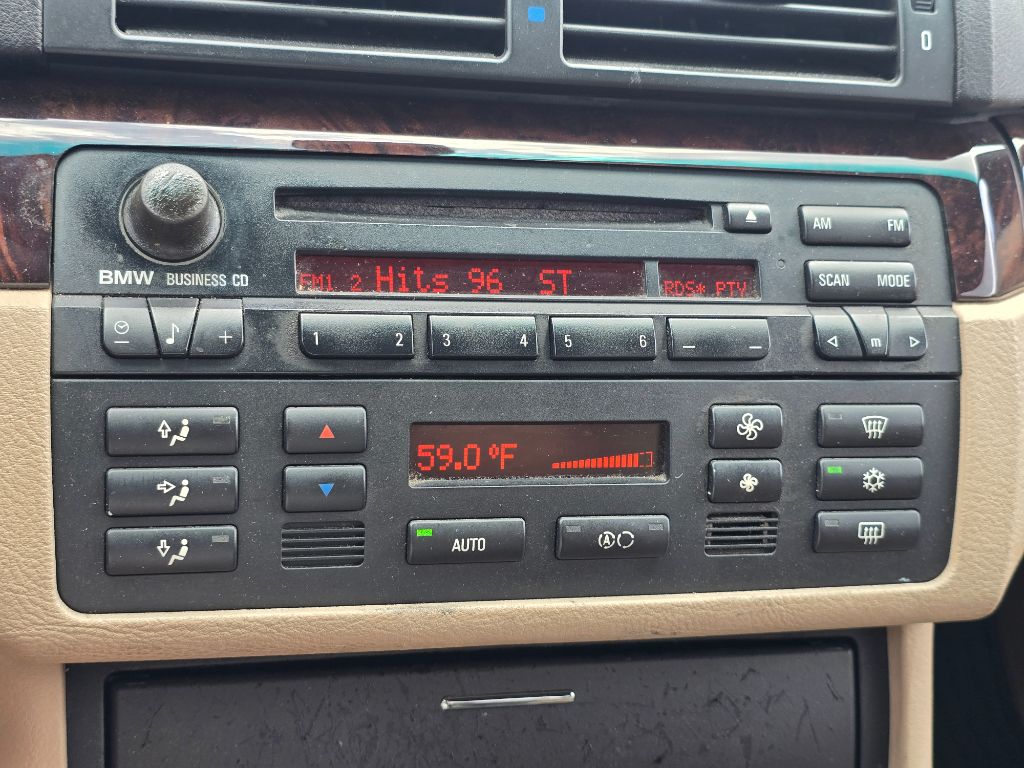 0
AM FM
FM1 2 Hits 96 ST RDS* PTY
BMW BUSINESS CD
SCAN MODE
− + 1 2 3 4 5 6 − − m
59.0 °F
AUTO
A